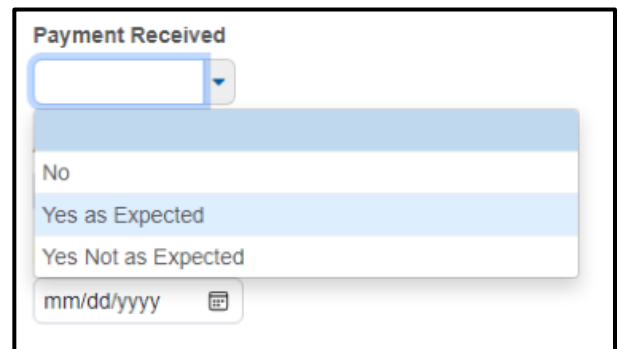 Payment Received
No
Yes as Expected
Yes Not as Expected
mm/dd/yyyy